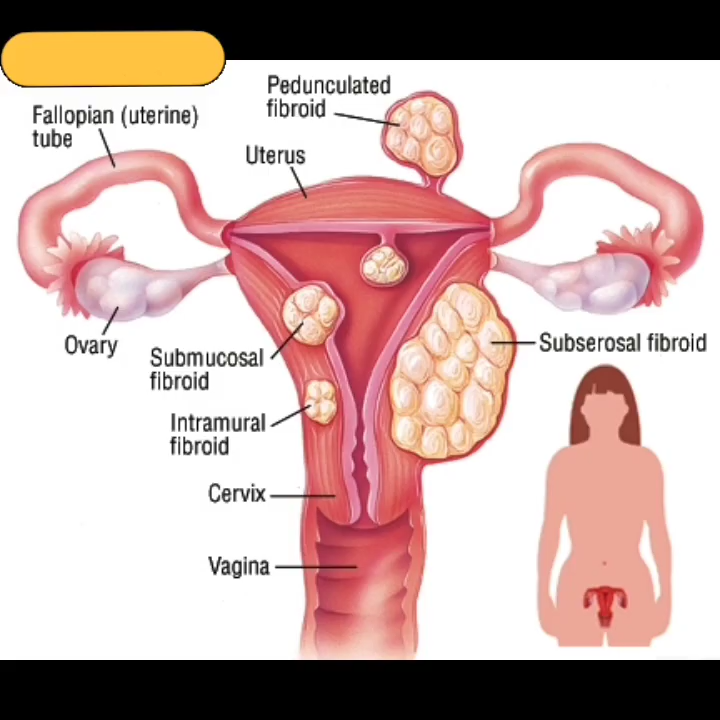 Pedunculated
fibroid
Fallopian (uterine)
tube
Uterus
Ovary
Submucosal
fibroid
Subserosal fibroid
Intramural
fibroid
Cervix
Vagina